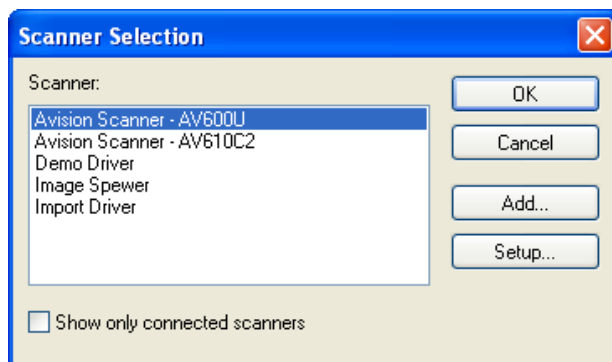 Scanner Selection
Scanner:
Avision Scanner - AV600U
Avision Scanner - AV610C2
Demo Driver
Image Spewer
Import Driver
OK
Cancel
Add...
Setup...
Show only connected scanners